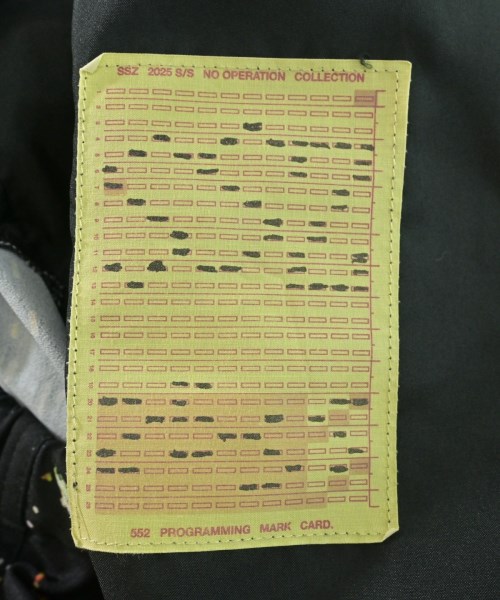 SSZ 2025 S/S NO OPERATION COLLECTION
552 PROGRAMMING MARK CARD.